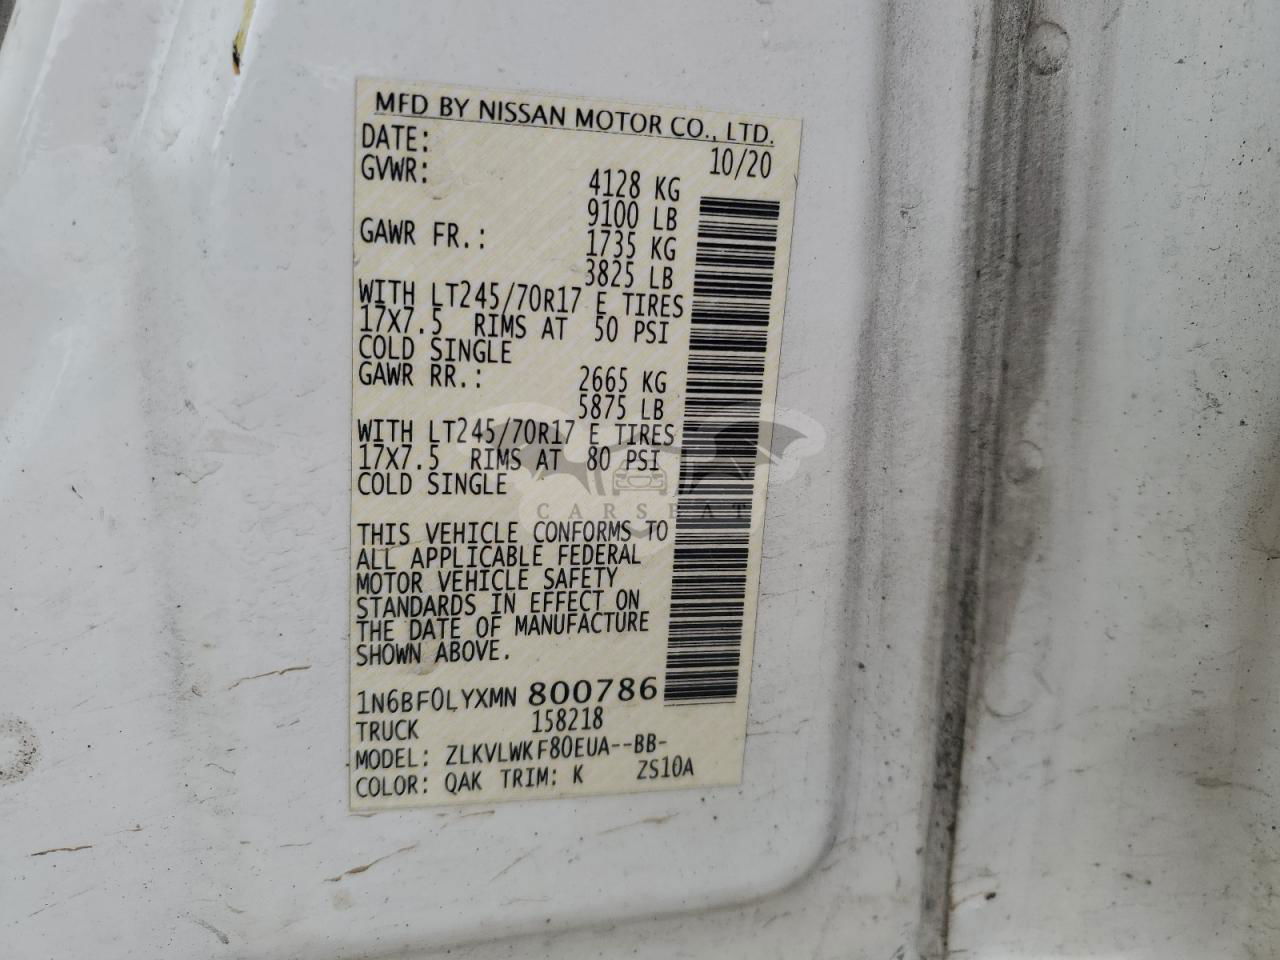 MFD BY NISSAN MOTOR CO., LTD.
DATE: 10/20
GVWR: 4128 KG
9100 LB
GAWR FR.: 1735 KG
3825 LB
WITH LT245/70R17 E TIRES
17X7.5 RIMS AT 50 PSI
COLD SINGLE
GAWR RR.: 2665 KG
5875 LB
WITH LT245/70R17 E TIRES
17X7.5 RIMS AT 80 PSI
COLD SINGLE
CARSFAT
THIS VEHICLE CONFORMS TO
ALL APPLICABLE FEDERAL
MOTOR VEHICLE SAFETY
STANDARDS IN EFFECT ON
THE DATE OF MANUFACTURE
SHOWN ABOVE.
1N6BF0LYXMN 800786
TRUCK 158218
MODEL: ZLKVLWKF80EUA--BB-
COLOR: QAK TRIM: K ZS10A